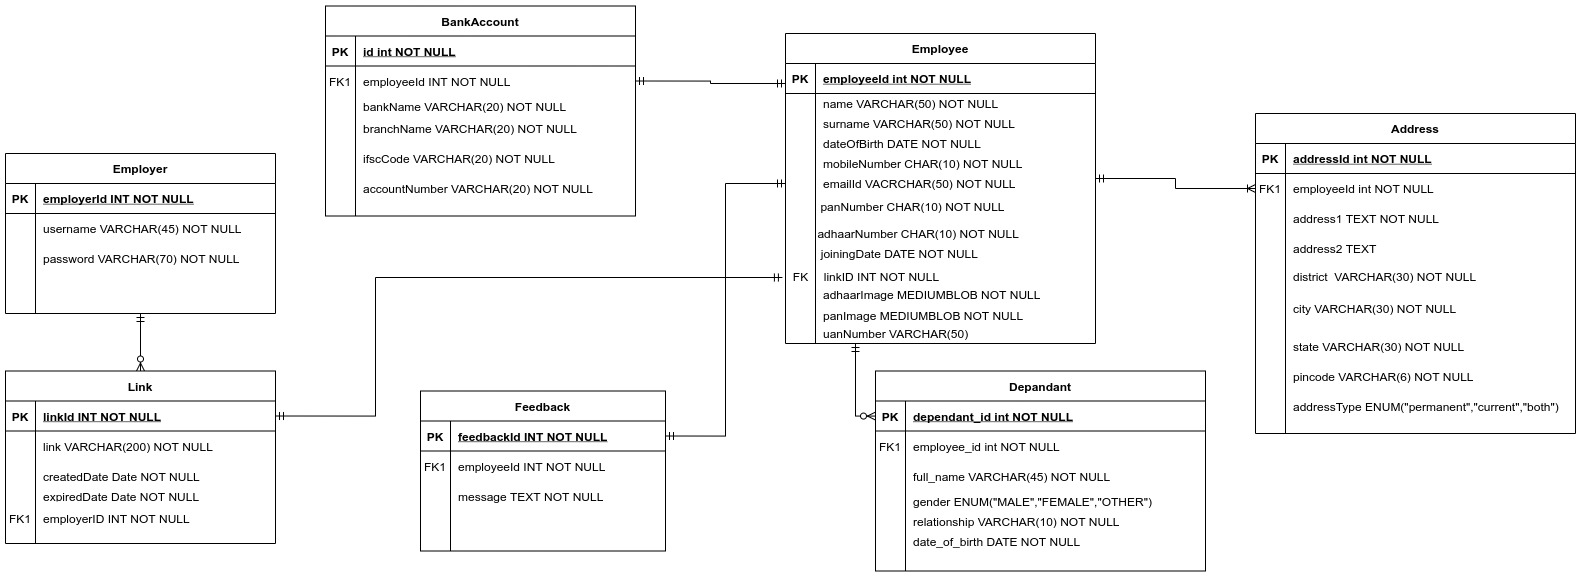 BankAccount
PK id int NOT NULL
FK1 employeeId INT NOT NULL
bankName VARCHAR(20) NOT NULL
branchName VARCHAR(20) NOT NULL
ifscCode VARCHAR(20) NOT NULL
accountNumber VARCHAR(20) NOT NULL
Employee
PK employeeId int NOT NULL
name VARCHAR(50) NOT NULL
surname VARCHAR(50) NOT NULL
dateOfBirth DATE NOT NULL
mobileNumber CHAR(10) NOT NULL
emailId VACRCHAR(50) NOT NULL
panNumber CHAR(10) NOT NULL
adhaarNumber CHAR(10) NOT NULL
joiningDate DATE NOT NULL
FK linkID INT NOT NULL
adhaarImage MEDIUMBLOB NOT NULL
panImage MEDIUMBLOB NOT NULL
uanNumber VARCHAR(50)
Address
PK addressId int NOT NULL
FK1 employeeId int NOT NULL
address1 TEXT NOT NULL
address2 TEXT
district VARCHAR(30) NOT NULL
city VARCHAR(30) NOT NULL
state VARCHAR(30) NOT NULL
pincode VARCHAR(6) NOT NULL
addressType ENUM("permanent","current","both")
Employer
PK employerId INT NOT NULL
username VARCHAR(45) NOT NULL
password VARCHAR(70) NOT NULL
Link
PK linkId INT NOT NULL
link VARCHAR(200) NOT NULL
createdDate Date NOT NULL
expiredDate Date NOT NULL
FK1 employerID INT NOT NULL
Feedback
PK feedbackId INT NOT NULL
FK1 employeeId INT NOT NULL
message TEXT NOT NULL
Depandant
PK dependant_id int NOT NULL
FK1 employee_id int NOT NULL
full_name VARCHAR(45) NOT NULL
gender ENUM("MALE","FEMALE","OTHER")
relationship VARCHAR(10) NOT NULL
date_of_birth DATE NOT NULL